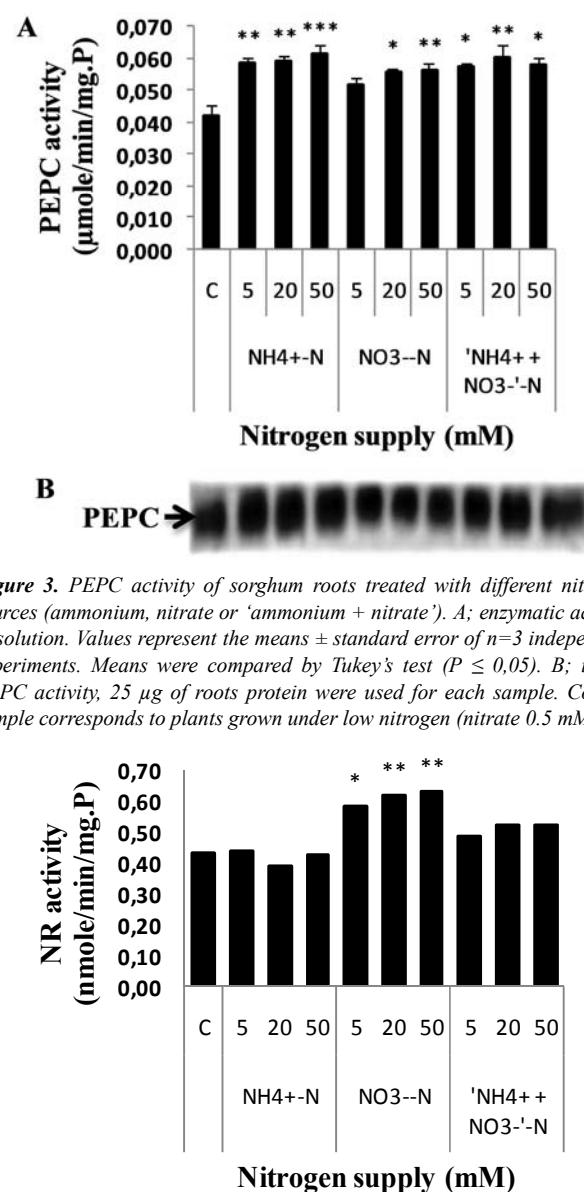 A
PEPC activity
(µmole/min/mg.P)
0,070
0,060
0,050
0,040
0,030
0,020
0,010
0,000
** ** *** * ** * ** *
C 5 20 50 5 20 50 5 20 50
NH4+-N NO3--N 'NH4+ +
NO3-'-N
Nitrogen supply (mM)
B
PEPC
gure 3. PEPC activity of sorghum roots treated with different nit
urces (ammonium, nitrate or ‘ammonium + nitrate’). A; enzymatic ac
solution. Values represent the means ± standard error of n=3 indepe
periments. Means were compared by Tukey’s test (P ≤ 0,05). B; i
PC activity, 25 µg of roots protein were used for each sample. Co
mple corresponds to plants grown under low nitrogen (nitrate 0.5 mM
NR activity
(nmole/min/mg.P)
0,70
0,60
0,50
0,40
0,30
0,20
0,10
0,00
* ** **
C 5 20 50 5 20 50 5 20 50
NH4+-N NO3--N 'NH4+ +
NO3-'-N
Nitrogen supply (mM)